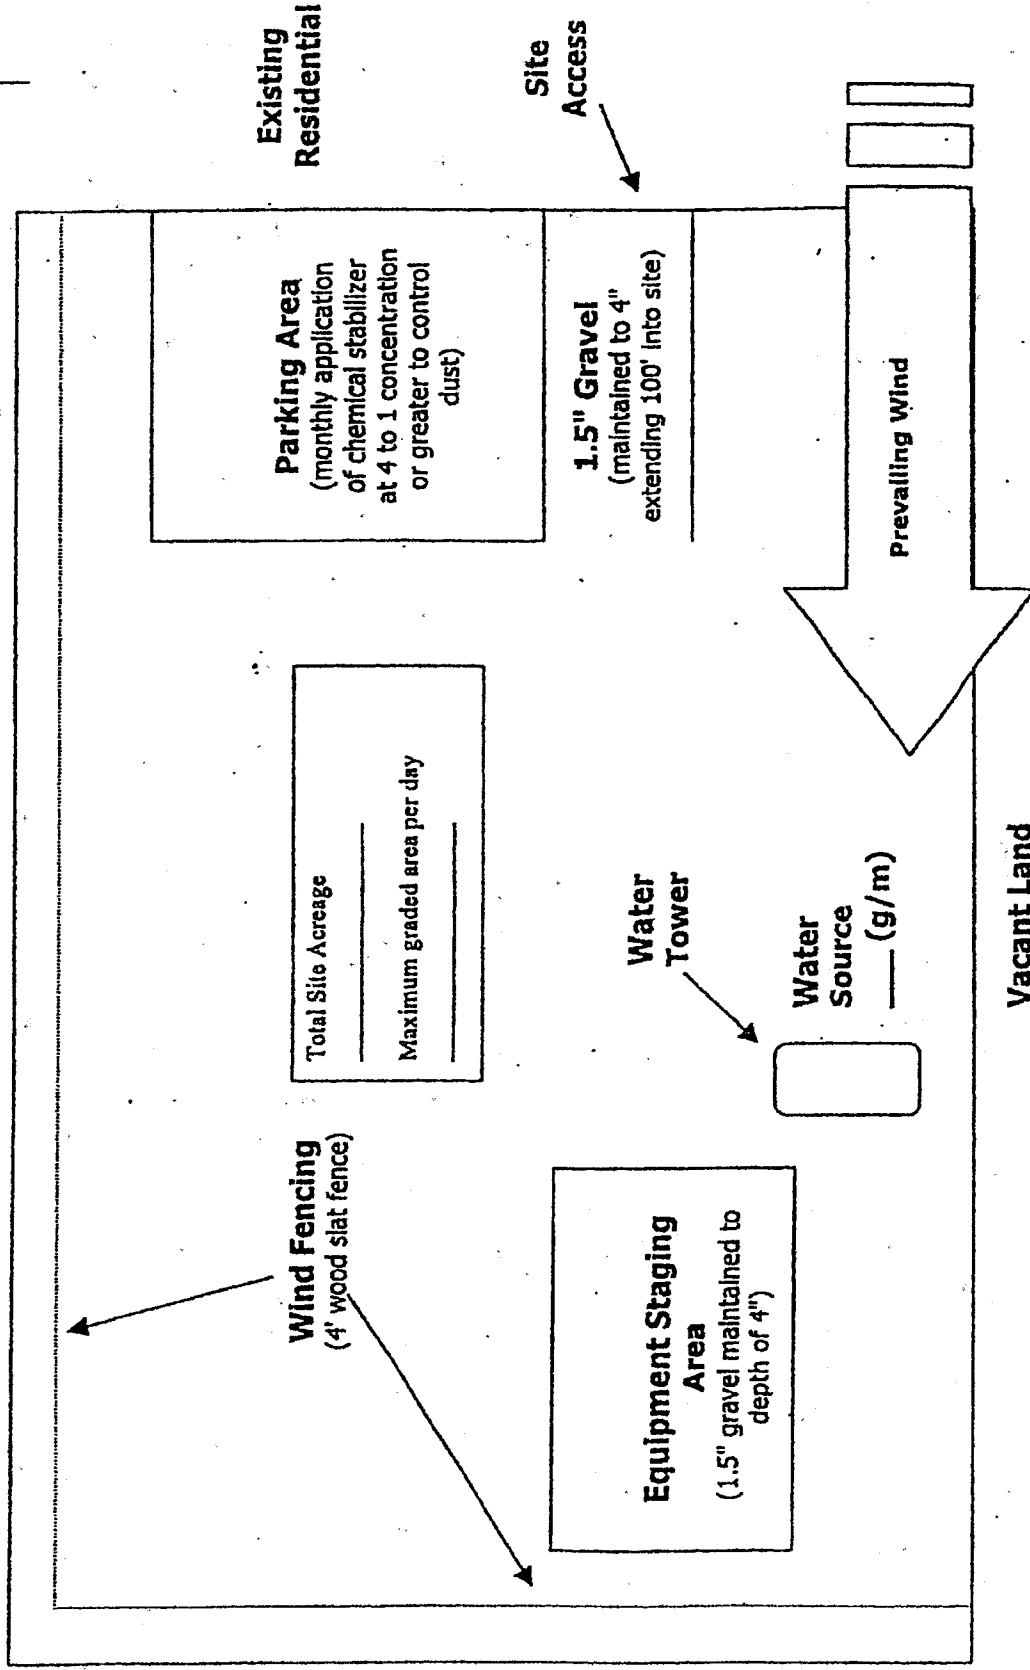 Existing
Residential
Site
Access
Parking Area
(monthly application
of chemical stabilizer
at 4 to 1 concentration
or greater to control
dust)
1.5" Gravel
(maintained to 4"
extending 100' into site)
Prevailing Wind
Total Site Acreage
Maximum graded area per day
Water
Tower
Water
Source
(g/m)
Vacant Land
Wind Fencing
(4' wood slat fence)
Equipment Staging
Area
(1.5" gravel maintained to
depth of 4")